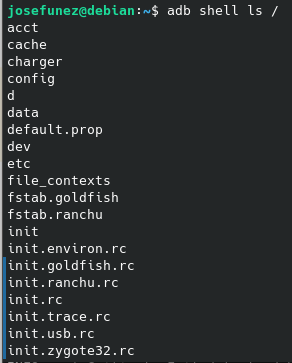 josefunez@debian:~$ adb shell ls /
acct
cache
charger
config
d
data
default.prop
dev
etc
file_contexts
fstab.goldfish
fstab.ranchu
init
init.environ.rc
init.goldfish.rc
init.ranchu.rc
init.rc
init.trace.rc
init.usb.rc
init.zygote32.rc